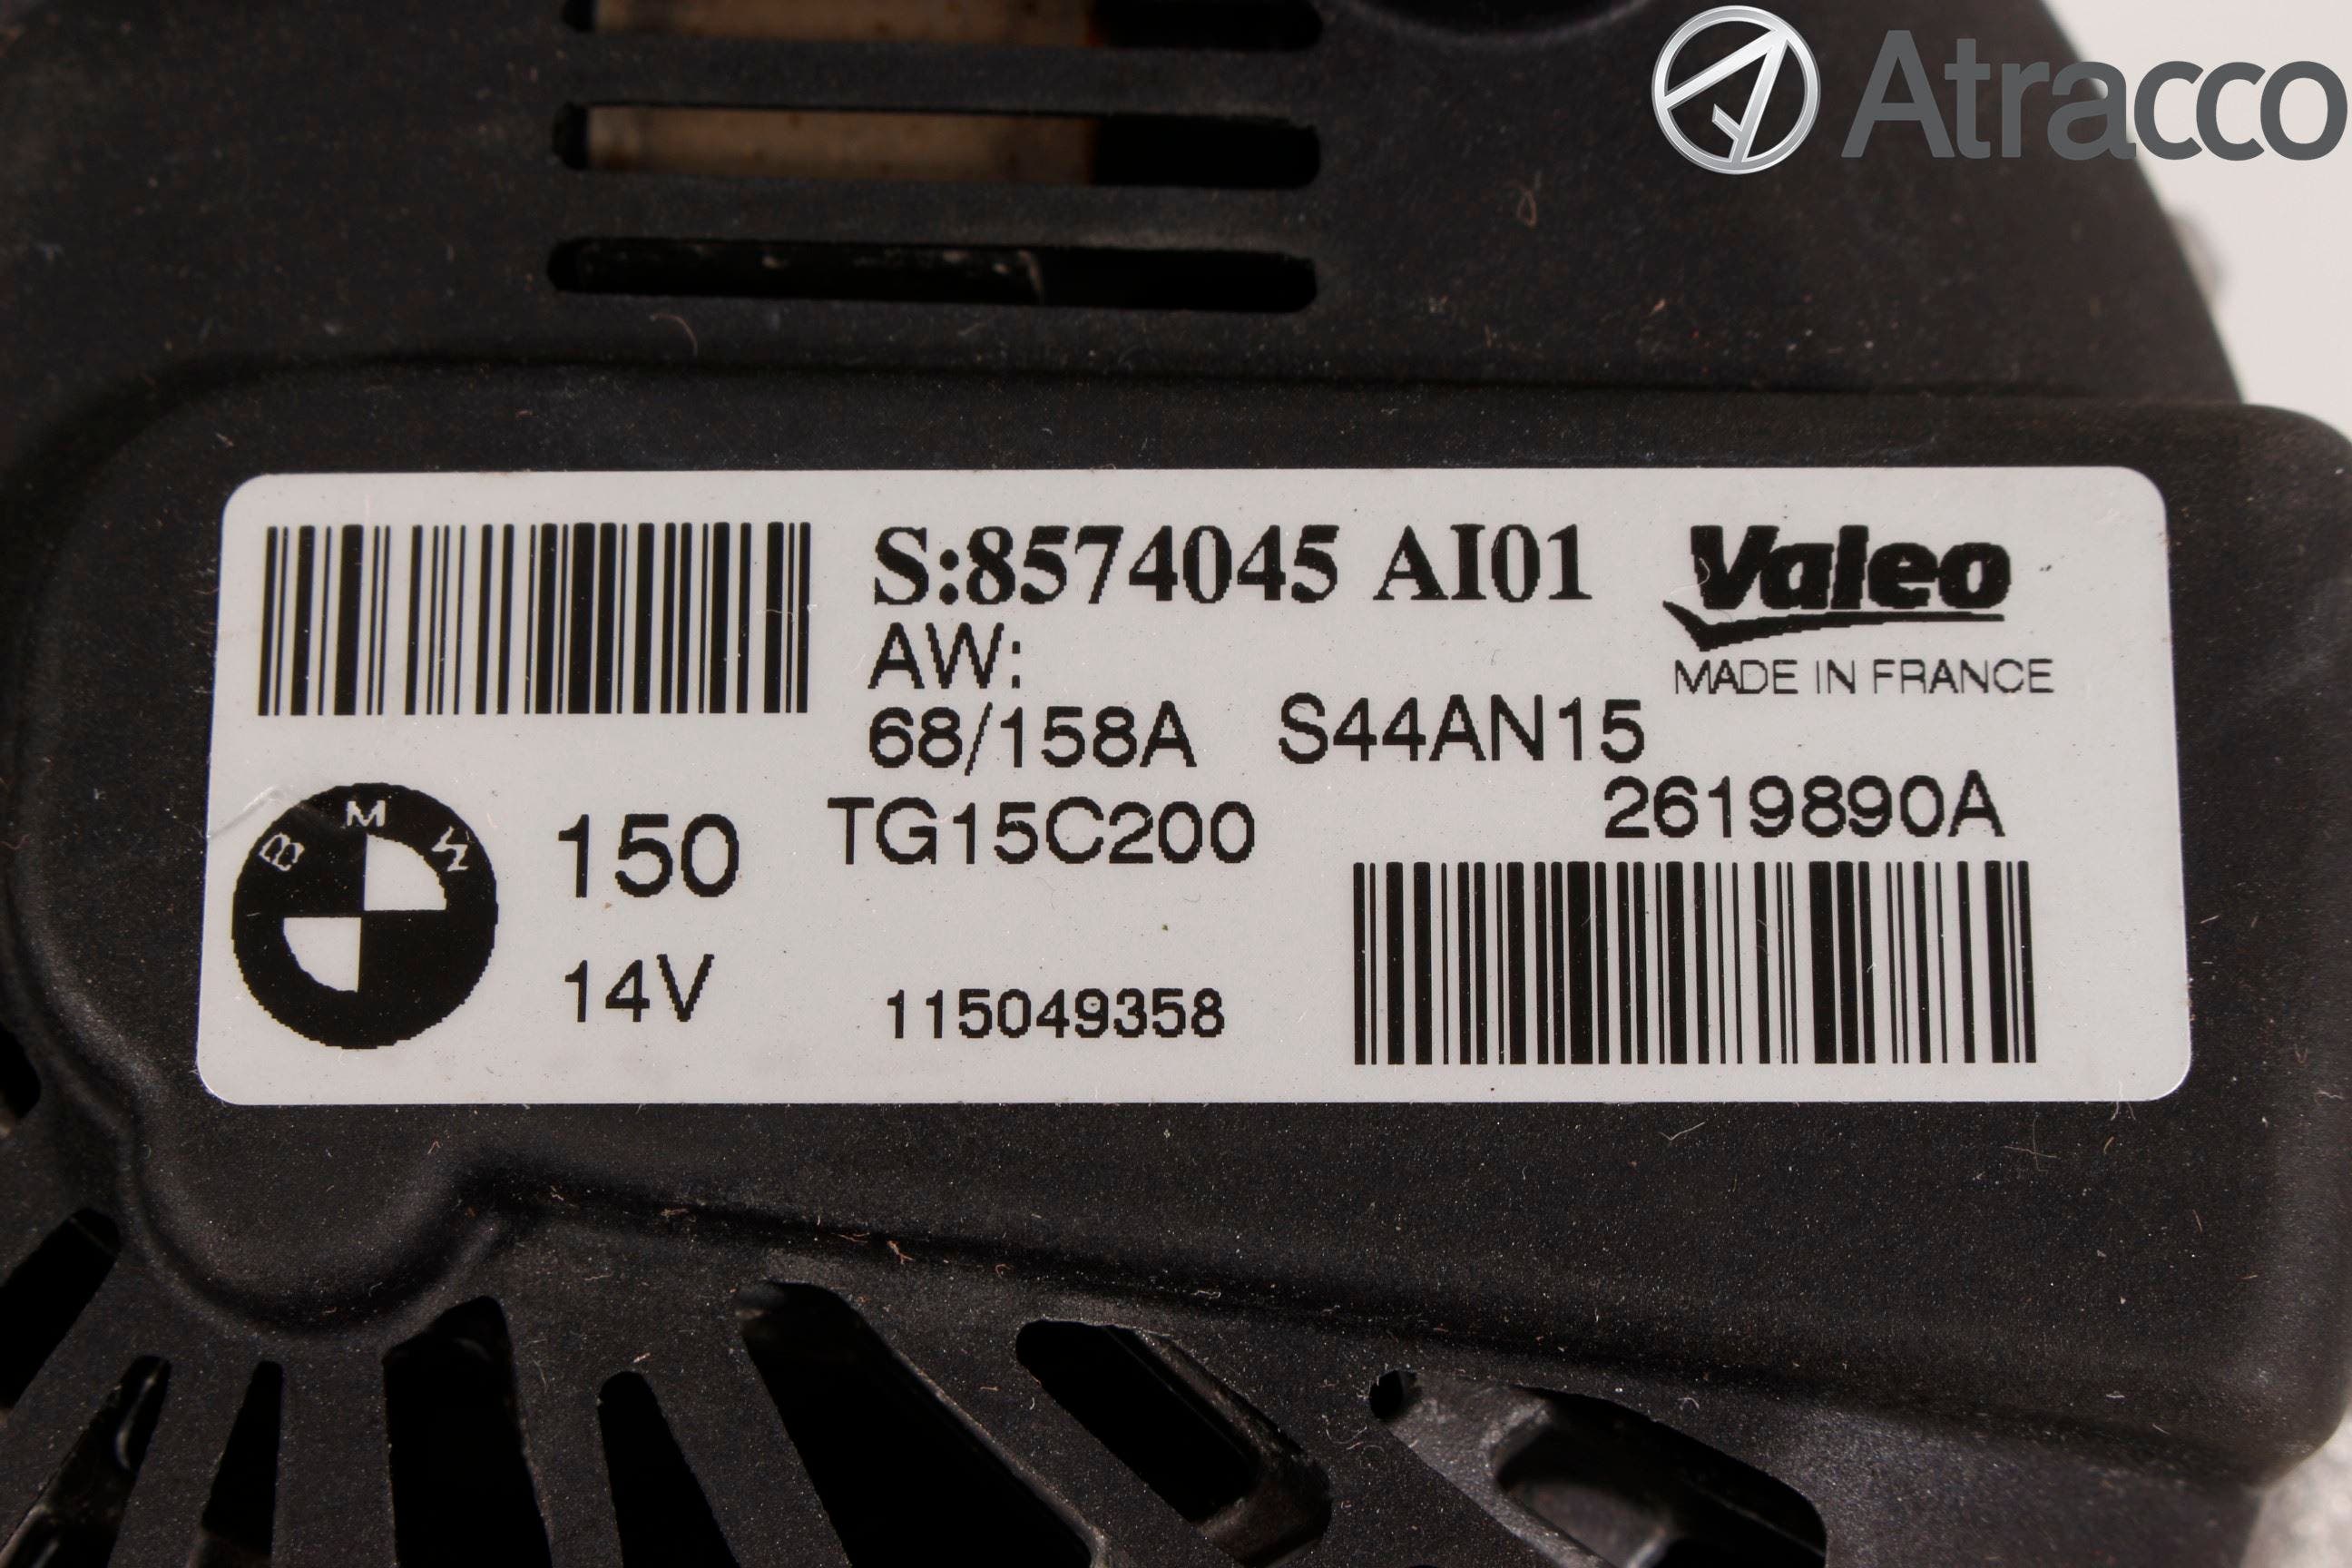 Atracco
S:8574045 AI01
Valeo
MADE IN FRANCE
AW:
68/158A S44AN15
2619890A
BMW
150
TG15C200
14V
115049358